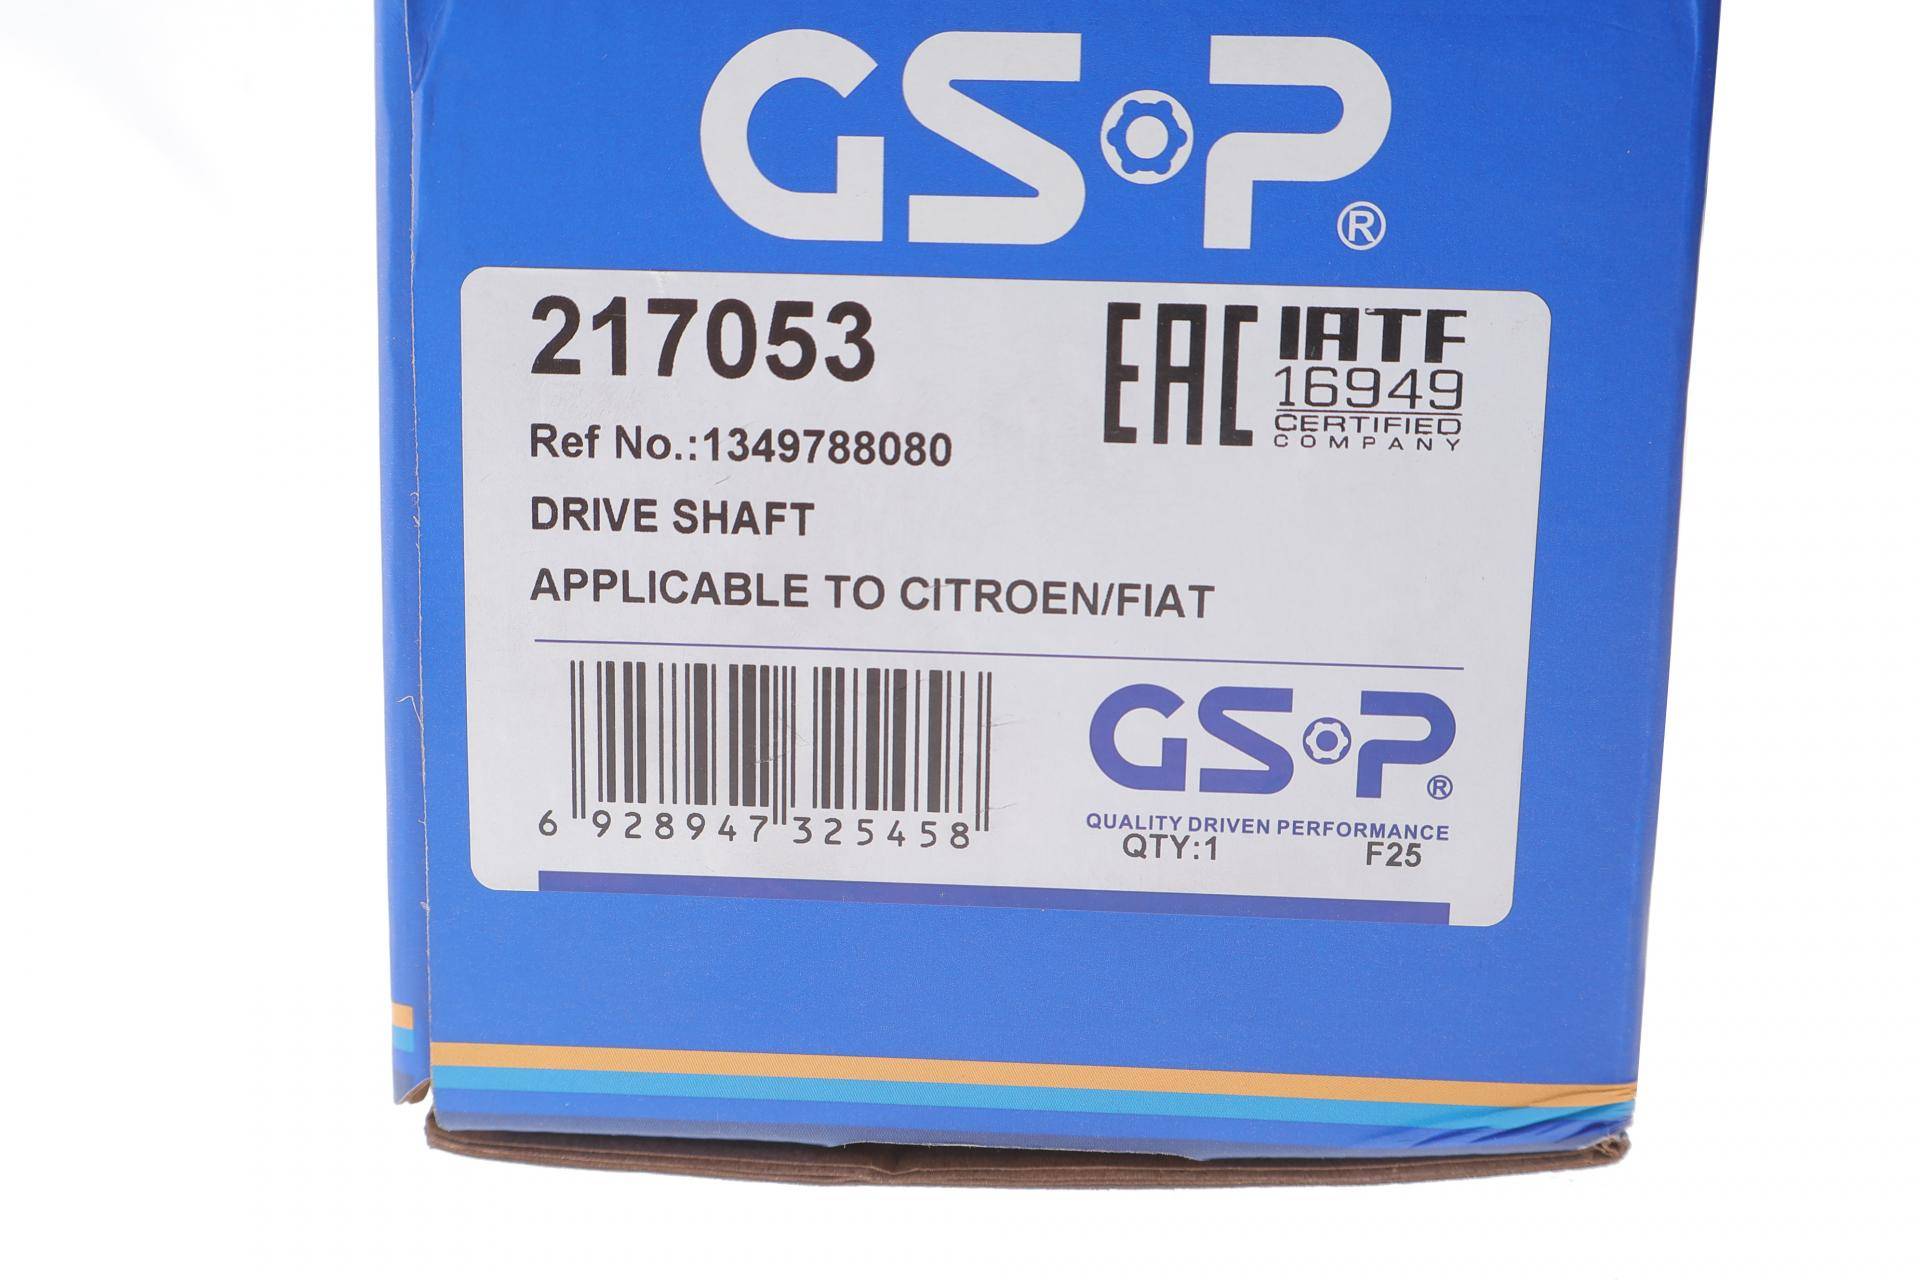 GSP®
217053
EAC IATF
16949
CERTIFIED
COMPANY
Ref No.:1349788080
DRIVE SHAFT
APPLICABLE TO CITROEN/FIAT
GSP®
QUALITY DRIVEN PERFORMANCE
6 928947 325458
QTY:1 F25